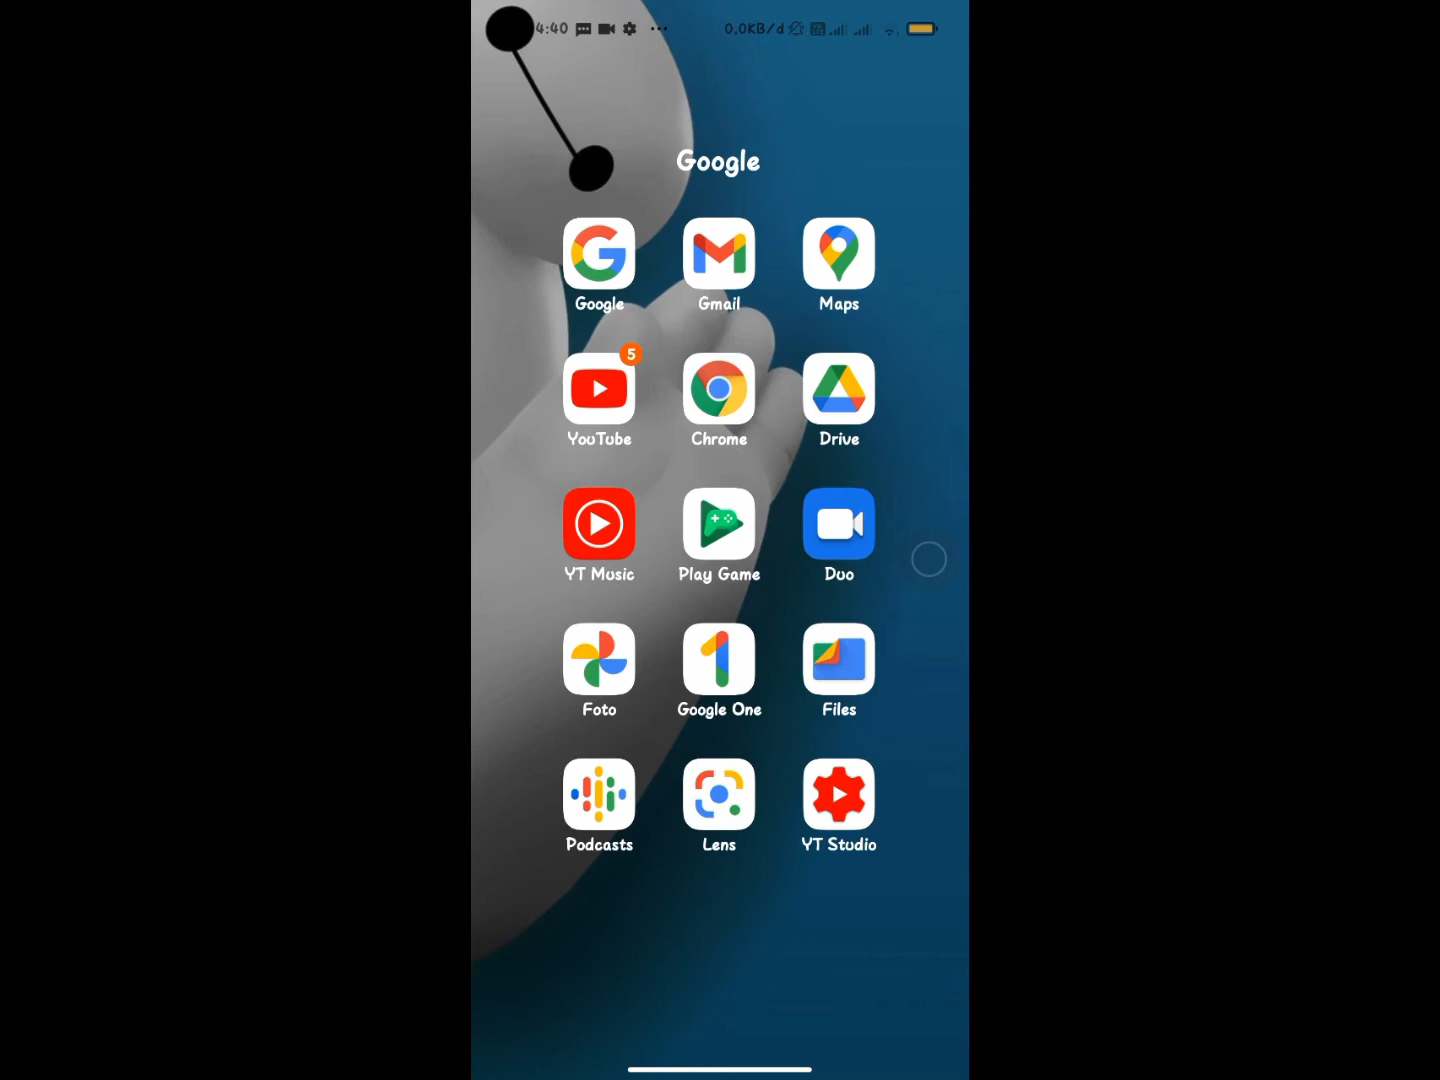 4:40 0.0KB/d
Google
Google Gmail Maps
5
YouTube Chrome Drive
YT Music Play Game Duo
Foto Google One Files
Podcasts Lens YT Studio